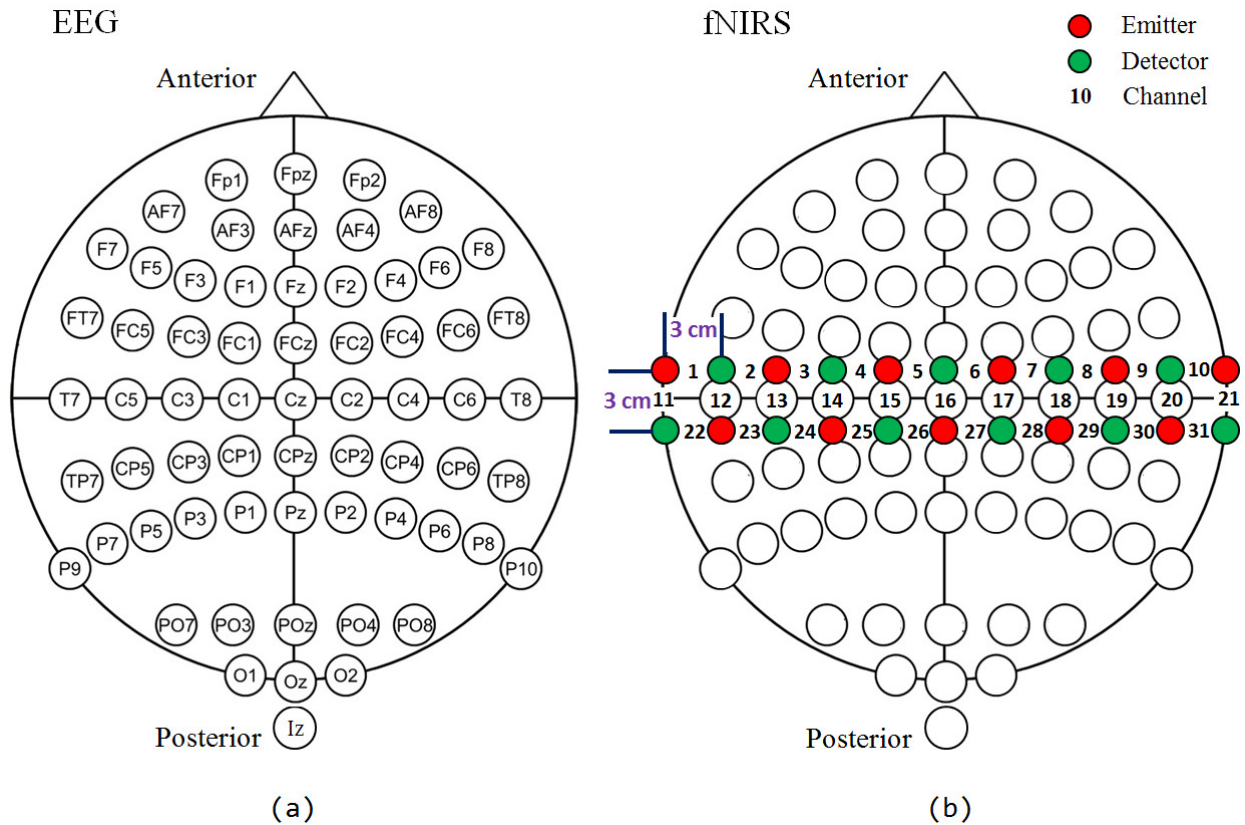 EEG
fNIRS
Emitter
Detector
10 Channel
Anterior
Anterior
Fp1 Fpz Fp2
AF7 AF3 AFz AF4 AF8
F7 F5 F3 F1 Fz F2 F4 F6 F8
FT7 FC5 FC3 FC1 FCz FC2 FC4 FC6 FT8
T7 C5 C3 C1 Cz C2 C4 C6 T8
TP7 CP5 CP3 CP1 CPz CP2 CP4 CP6 TP8
P9 P7 P5 P3 P1 Pz P2 P4 P6 P8 P10
PO7 PO3 POz PO4 PO8
O1 Oz O2
Iz
Posterior
3 cm
1 2 3 4 5 6 7 8 9 10
3 cm 11 12 13 14 15 16 17 18 19 20 21
22 23 24 25 26 27 28 29 30 31
Posterior
(a)
(b)